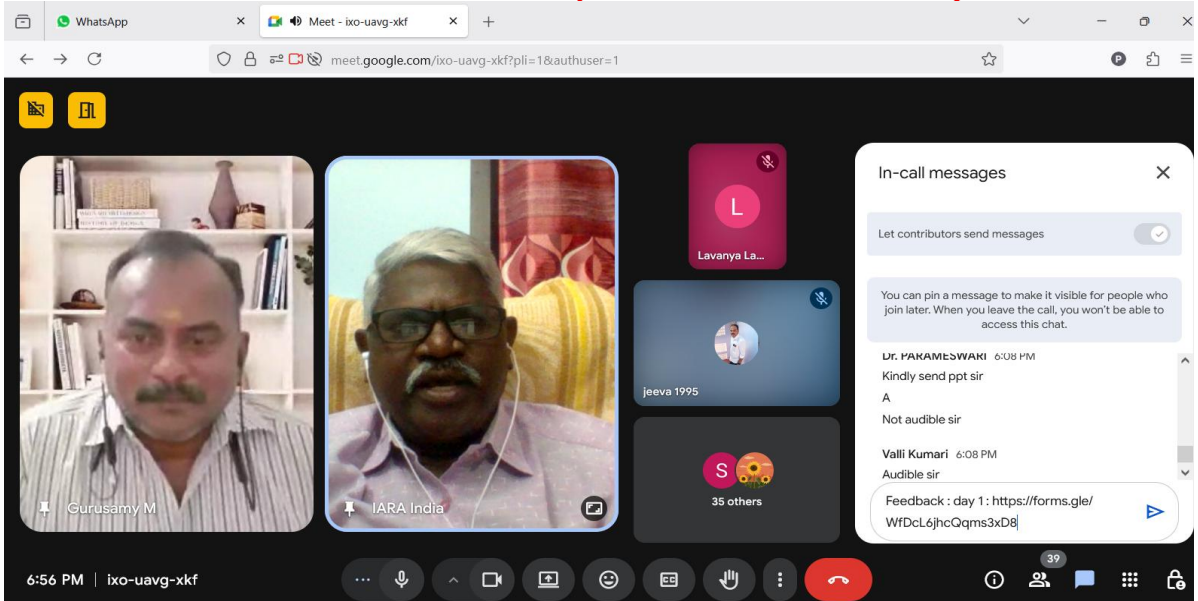 WhatsApp
Meet - ixo-uavg-xkf
meet.google.com/ixo-uavg-xkf?pli=1&authuser=1
P
Gurusamy M
IARA India
L
Lavanya La...
jeeva 1995
S
35 others
In-call messages
Let contributors send messages
You can pin a message to make it visible for people who
join later. When you leave the call, you won't be able to
access this chat.
Dr. PARAMESWARI 6:08 PM
Kindly send ppt sir
A
Not audible sir
Valli Kumari 6:08 PM
Audible sir
Feedback : day 1 : https://forms.gle/
WfDcL6jhcQqms3xD8
6:56 PM | ixo-uavg-xkf
CC
39